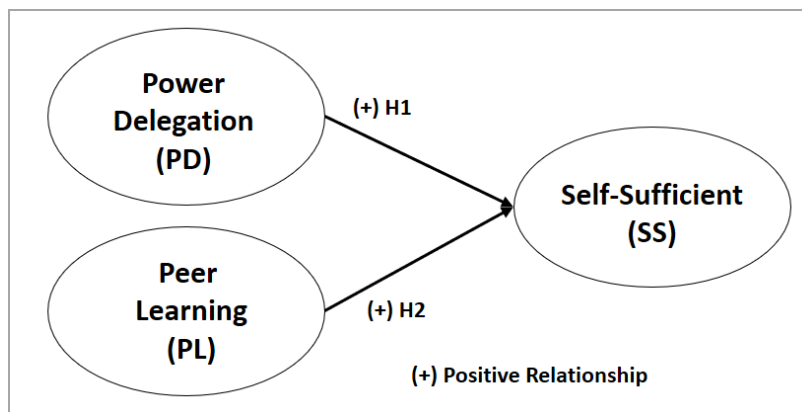 Power
Delegation
(PD)
(+) H1
Self-Sufficient
(SS)
Peer
Learning
(PL)
(+) H2
(+) Positive Relationship